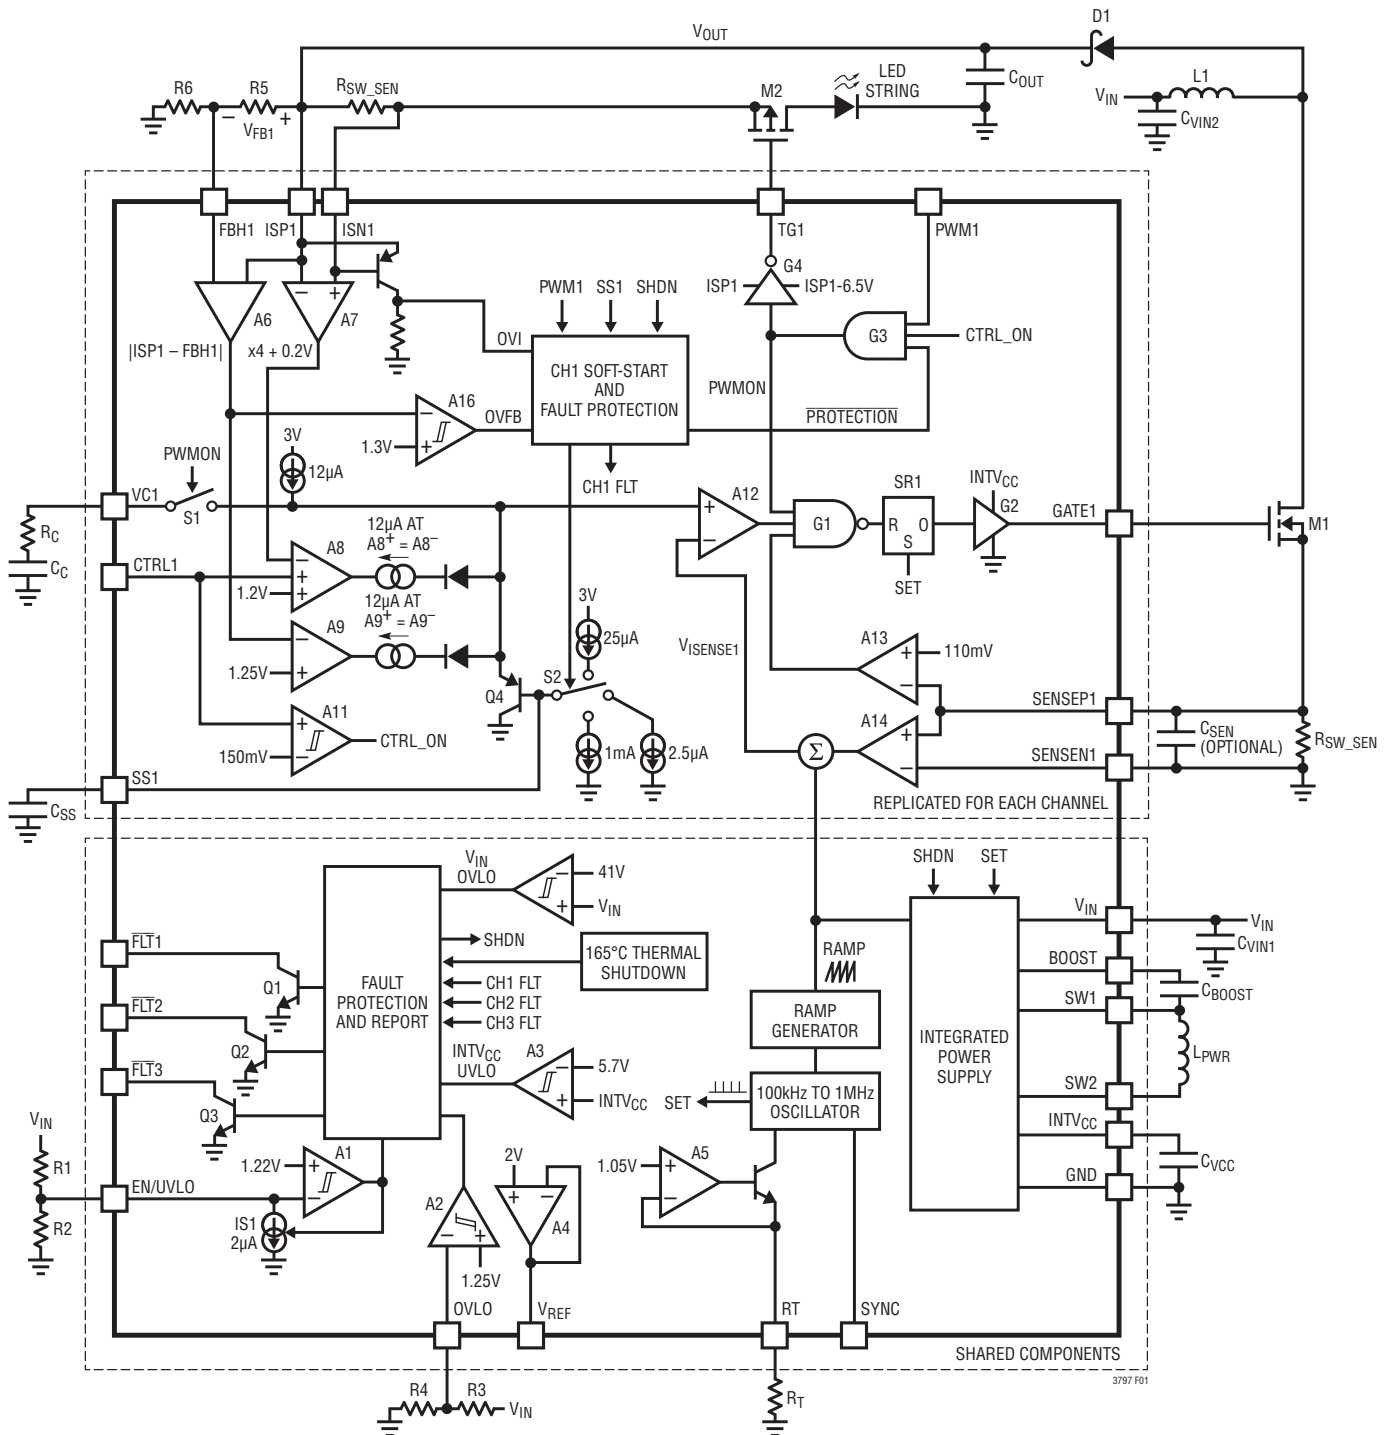 D1
VOUT
R6
R5
RSW_SEN
LED
STRING
COUT
L1
VIN
M2
− VFB1 +
CVIN2
FBH1
ISP1
ISN1
TG1
PWM1
G4
ISP1
ISP1-6.5V
PWM1
SS1
SHDN
− +
A6
A7
G3
CTRL_ON
|ISP1 – FBH1|
x4 + 0.2V
OVI
CH1 SOFT-START
AND
FAULT PROTECTION
PWMON
PROTECTION
A16
−
OVFB
1.3V
+
3V
PWMON
12µA
CH1 FLT
VC1
S1
A12
+
−
G1
SR1
R O
S
SET
INTVCC
G2
GATE1
M1
RC
CC
12µA AT
A8+ = A8–
CTRL1
A8
−
+
1.2V
+
12µA AT
A9+ = A9–
3V
25µA
A9
−
1.25V
+
VISENSE1
A13
+
110mV
−
Q4
S2
SENSEP1
A11
+
CTRL_ON
150mV
−
1mA
2.5µA
Σ
A14
+
−
CSEN
(OPTIONAL)
RSW_SEN
SENSEN1
SS1
CSS
REPLICATED FOR EACH CHANNEL
VIN
OVLO
−
41V
+
VIN
SHDN
SET
VIN
VIN
CVIN1
FLT1
SHDN
165°C THERMAL
SHUTDOWN
RAMP
BOOST
Q1
FAULT
PROTECTION
AND REPORT
CH1 FLT
CH2 FLT
CH3 FLT
CBOOST
FLT2
RAMP
GENERATOR
SW1
INTEGRATED
POWER
SUPPLY
LPWR
Q2
INTVCC
UVLO
A3
−
5.7V
+
INTVCC
FLT3
SET
100kHz TO 1MHz
OSCILLATOR
SW2
Q3
INTVCC
VIN
R1
1.22V
+
A1
−
2V
+ −
A4
1.05V
+
A5
−
CVCC
GND
EN/UVLO
R2
IS1
2µA
A2
− +
1.25V
OVLO
VREF
RT
SYNC
SHARED COMPONENTS
3797 F01
R4
R3
VIN
RT